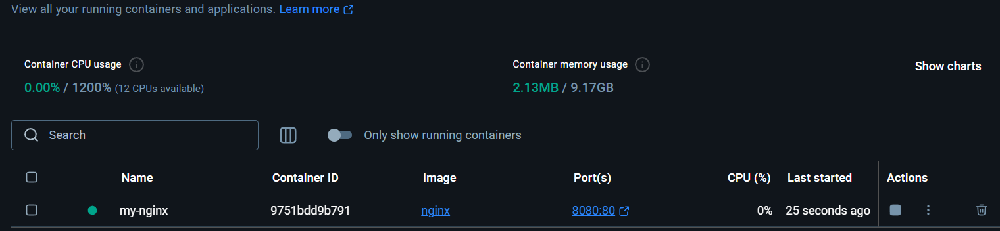 View all your running containers and applications. Learn more
Container CPU usage
Container memory usage
Show charts
0.00% / 1200% (12 CPUs available)
2.13MB / 9.17GB
Search
Only show running containers
Name Container ID Image Port(s) CPU (%) Last started Actions
my-nginx 9751bdd9b791 nginx 8080:80 0% 25 seconds ago